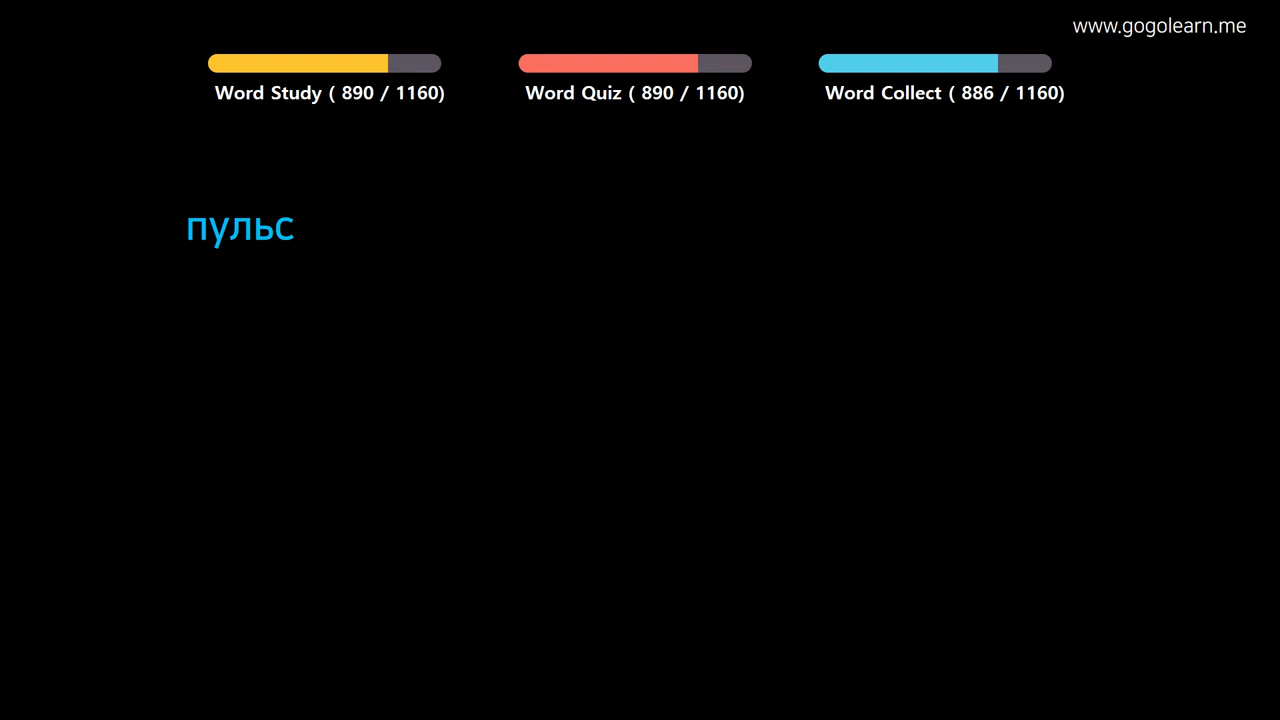 www.gogolearn.me
Word Study ( 890 / 1160)
Word Quiz ( 890 / 1160)
Word Collect ( 886 / 1160)
пульс